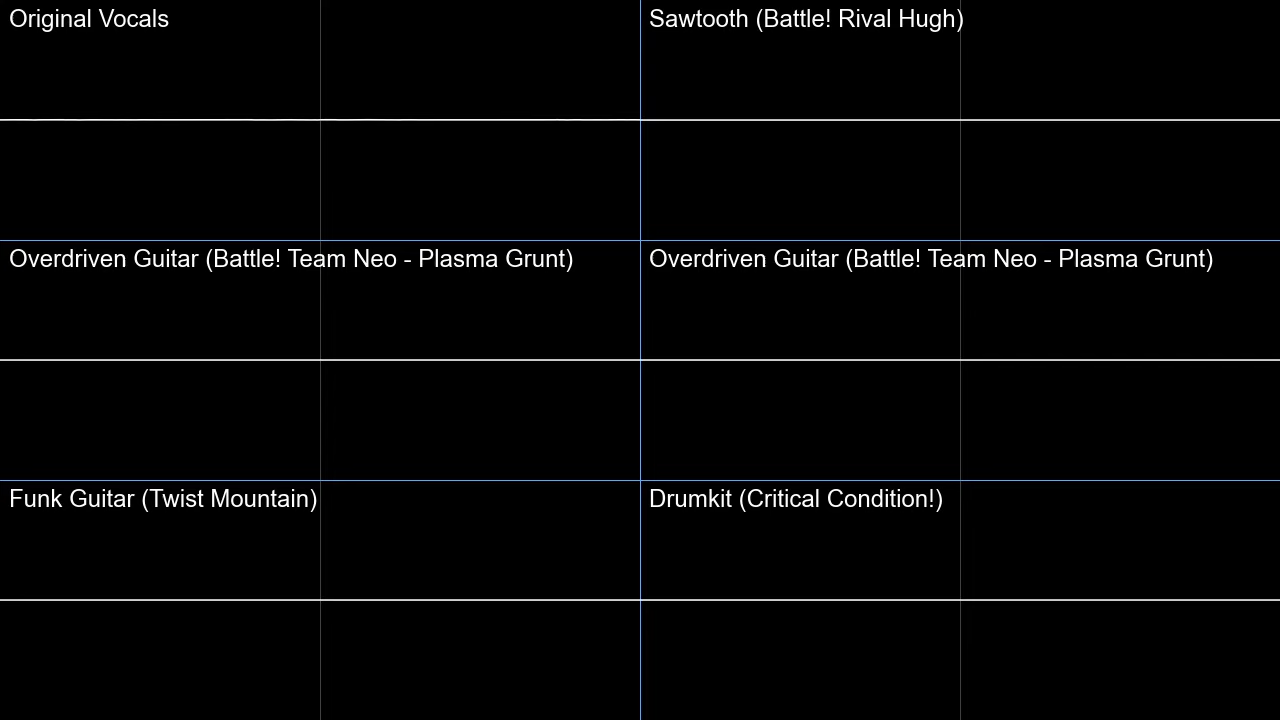 Original Vocals
Sawtooth (Battle! Rival Hugh)
Overdriven Guitar (Battle! Team Neo - Plasma Grunt)
Overdriven Guitar (Battle! Team Neo - Plasma Grunt)
Funk Guitar (Twist Mountain)
Drumkit (Critical Condition!)